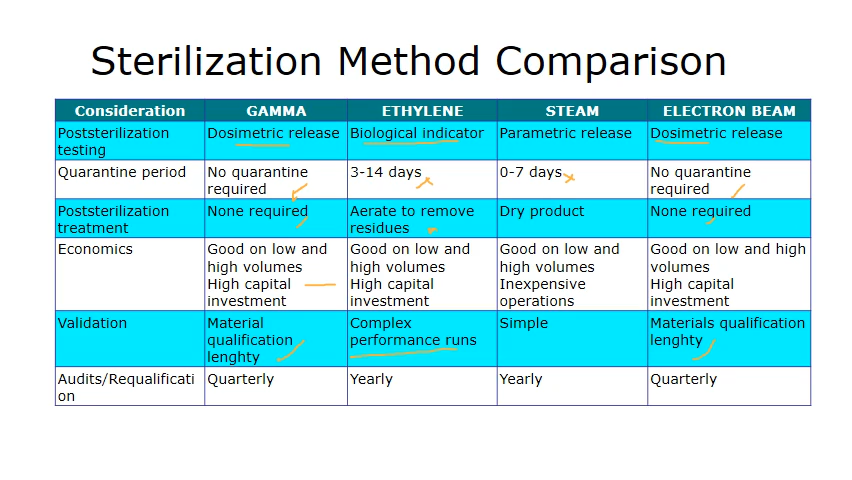 Sterilization Method Comparison
Consideration GAMMA ETHYLENE STEAM ELECTRON BEAM
Poststerilization testing Dosimetric release Biological indicator Parametric release Dosimetric release
Quarantine period No quarantine required 3-14 days 0-7 days No quarantine required
Poststerilization treatment None required Aerate to remove residues Dry product None required
Economics Good on low and high volumes High capital investment Good on low and high volumes High capital investment Good on low and high volumes Inexpensive operations Good on low and high volumes High capital investment
Validation Material qualification lenghty Complex performance runs Simple Materials qualification lenghty
Audits/Requalification Quarterly Yearly Yearly Quarterly